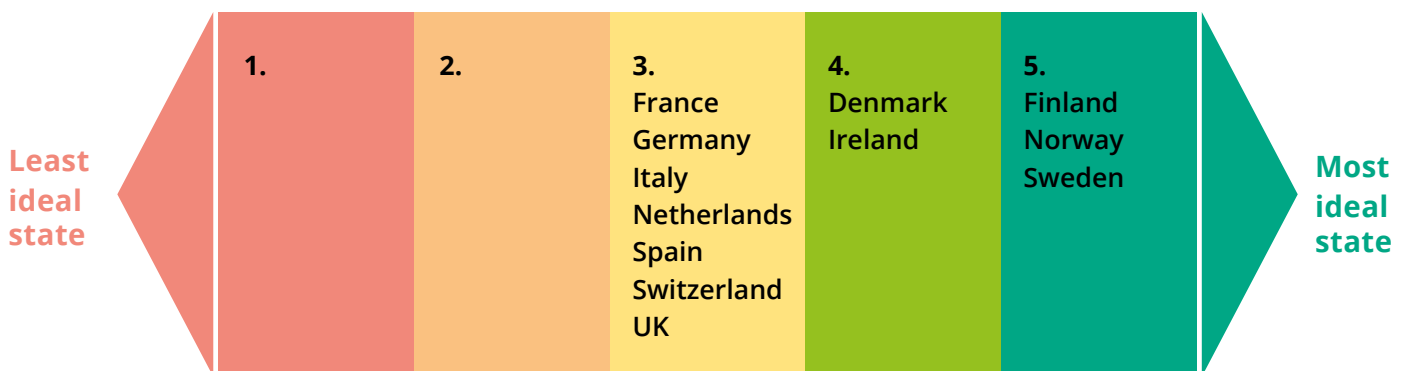 Least
ideal
state
1.
2.
3.
France
Germany
Italy
Netherlands
Spain
Switzerland
UK
4.
Denmark
Ireland
5.
Finland
Norway
Sweden
Most
ideal
state